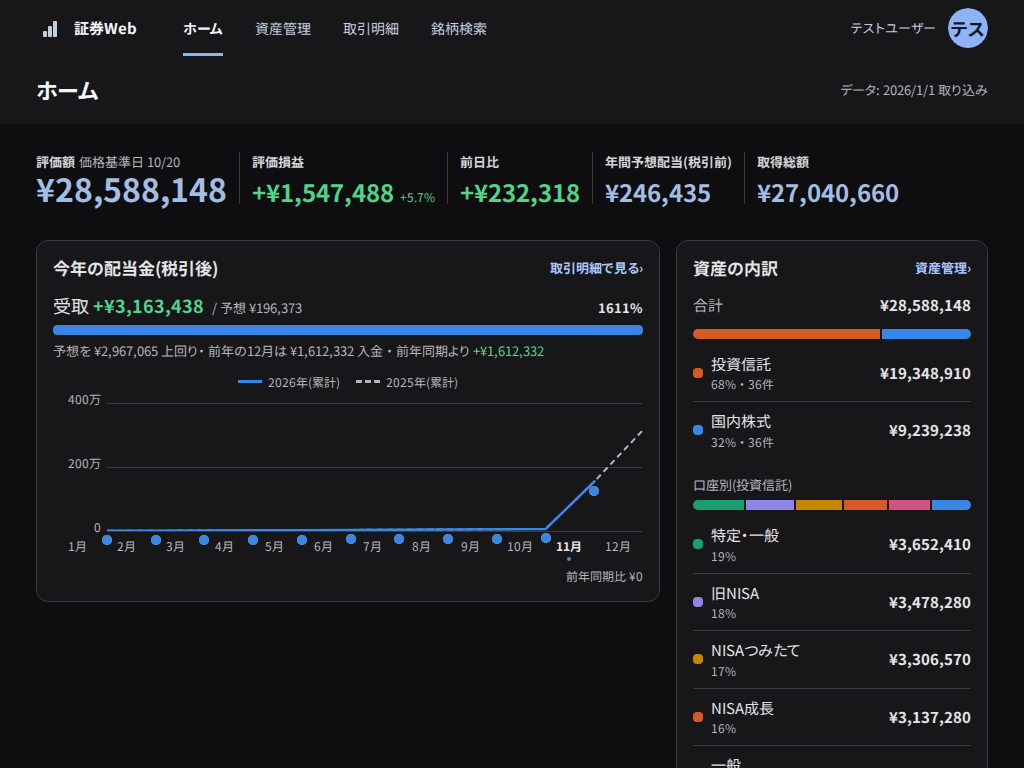 証券Web ホーム 資産管理 取引明細 銘柄検索 テストユーザー テス
ホーム データ: 2026/1/1 取り込み
評価額 価格基準日 10/20 評価損益 前日比 年間予想配当(税引前) 取得総額
¥28,588,148 +¥1,547,488 +5.7% +¥232,318 ¥246,435 ¥27,040,660
今年の配当金(税引後) 取引明細で見る›
受取 +¥3,163,438 / 予想 ¥196,373 1611%
予想を ¥2,967,065 上回り・前年の12月は ¥1,612,332 入金・前年同期より +¥1,612,332
2026年(累計) 2025年(累計)
400万
200万
0
1月 2月 3月 4月 5月 6月 7月 8月 9月 10月 11月 12月
前年同期比 ¥0
資産の内訳 資産管理›
合計 ¥28,588,148
投資信託 ¥19,348,910
68%・36件
国内株式 ¥9,239,238
32%・36件
口座別(投資信託)
特定・一般 ¥3,652,410
19%
旧NISA ¥3,478,280
18%
NISAつみたて ¥3,306,570
17%
NISA成長 ¥3,137,280
16%
一般